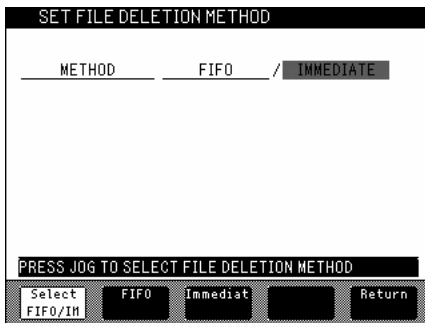 SET FILE DELETION METHOD
METHOD FIFO / IMMEDIATE
PRESS JOG TO SELECT FILE DELETION METHOD
Select FIFO Immediat Return
FIFO/IM